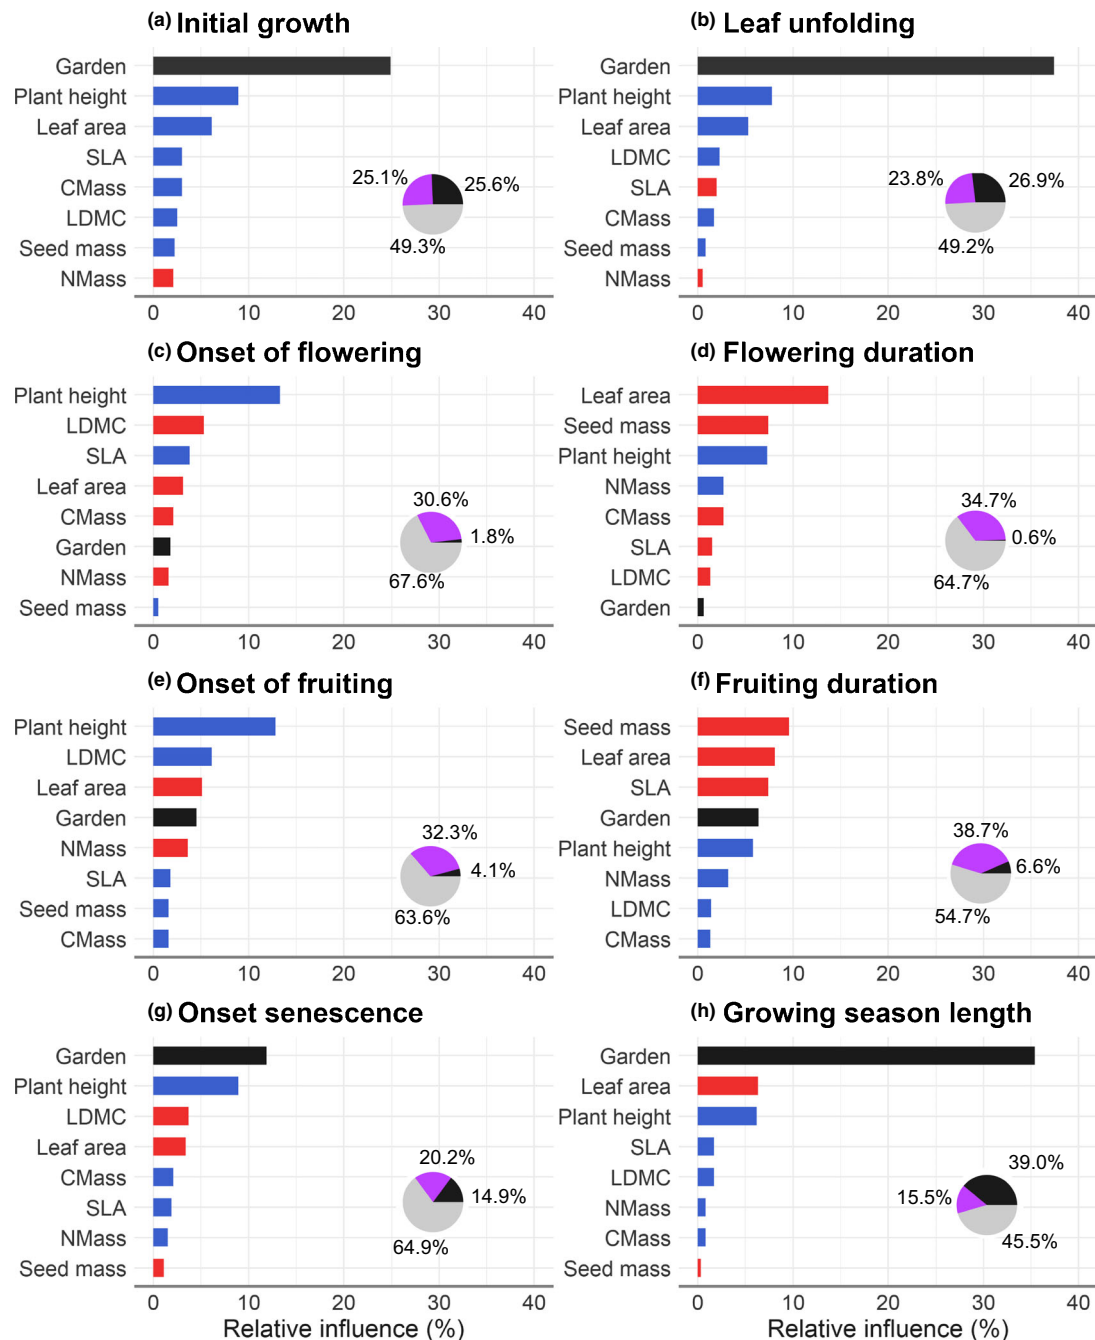 (a) Initial growth
Garden
Plant height
Leaf area
SLA
CMass
LDMC
Seed mass
NMass
25.1%
25.6%
49.3%
0 10 20 30 40
(b) Leaf unfolding
Garden
Plant height
Leaf area
LDMC
SLA
CMass
Seed mass
NMass
23.8%
26.9%
49.2%
0 10 20 30 40
(c) Onset of flowering
Plant height
LDMC
SLA
Leaf area
CMass
Garden
NMass
Seed mass
30.6%
1.8%
67.6%
0 10 20 30 40
(d) Flowering duration
Leaf area
Seed mass
Plant height
NMass
CMass
SLA
LDMC
Garden
34.7%
0.6%
64.7%
0 10 20 30 40
(e) Onset of fruiting
Plant height
LDMC
Leaf area
Garden
NMass
SLA
Seed mass
CMass
32.3%
4.1%
63.6%
0 10 20 30 40
(f) Fruiting duration
Seed mass
Leaf area
SLA
Garden
Plant height
NMass
LDMC
CMass
38.7%
6.6%
54.7%
0 10 20 30 40
(g) Onset senescence
Garden
Plant height
LDMC
Leaf area
CMass
SLA
NMass
Seed mass
20.2%
14.9%
64.9%
0 10 20 30 40
Relative influence (%)
(h) Growing season length
Garden
Leaf area
Plant height
SLA
LDMC
NMass
CMass
Seed mass
39.0%
15.5%
45.5%
0 10 20 30 40
Relative influence (%)